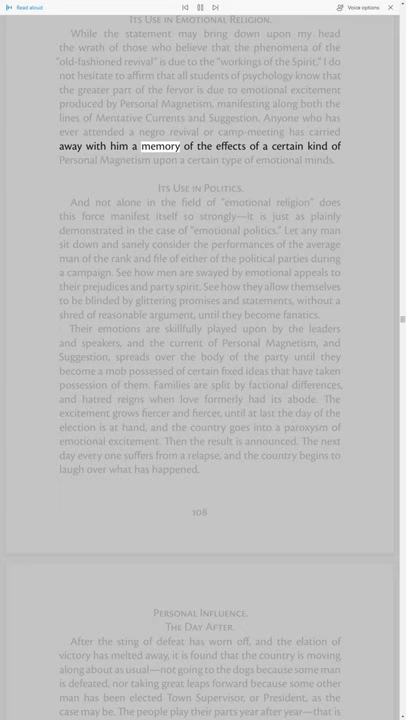 Read aloud
Voice options
Its Use in Emotional Religion.
While the statement may bring down upon my head
the wrath of those who believe that the phenomena of the
"old-fashioned revival" is due to the "workings of the Spirit," I do
not hesitate to affirm that all students of psychology know that
the greater part of the fervor is due to emotional excitement
produced by Personal Magnetism, manifesting along both the
lines of Mentative Currents and Suggestion. Anyone who has
ever attended a negro revival or camp-meeting has carried
away with him a memory of the effects of a certain kind of
Personal Magnetism upon a certain type of emotional minds.
Its Use in Politics.
And not alone in the field of "emotional religion" does
this force manifest itself so strongly—it is just as plainly
demonstrated in the case of "emotional politics." Let any man
sit down and sanely consider the performances of the average
man of the rank and file of either of the political parties during
a campaign. See how men are swayed by emotional appeals to
their prejudices and party spirit. See how they allow themselves
to be blinded by glittering promises and statements, without a
shred of reasonable argument, until they become fanatics.
Their emotions are skillfully played upon by the leaders
and speakers, and the current of Personal Magnetism, and
Suggestion, spreads over the body of the party until they
become a mob possessed of certain fixed ideas that have taken
possession of them. Families are split by factional differences,
and hatred reigns when love formerly had its abode. The
excitement grows fiercer and fiercer, until at last the day of the
election is at hand, and the country goes into a paroxysm of
emotional excitement. Then the result is announced. The next
day every one suffers from a relapse, and the country begins to
laugh over what has happened.
108
Personal Influence.
The Day After.
After the sting of defeat has worn off, and the elation of
victory has melted away, it is found that the country is moving
along about as usual—not going to the dogs because some man
is defeated, nor taking great leaps forward because some other
man has been elected Town Supervisor, or President, as the
case may be. The people play their parts year after year—that is